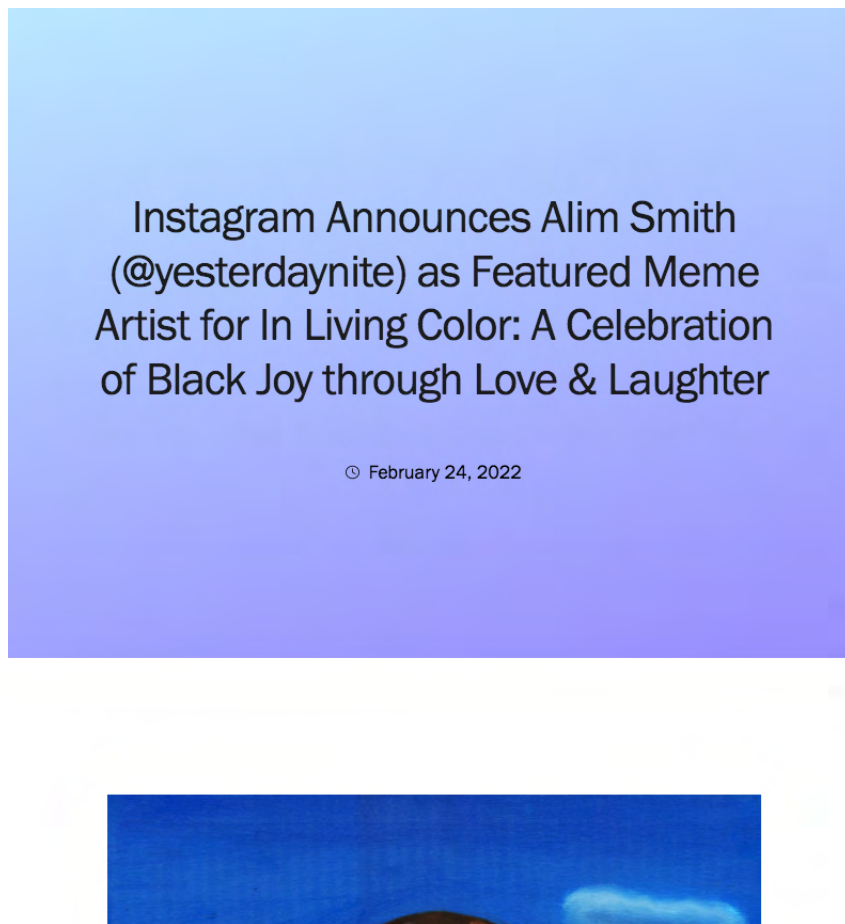 Instagram Announces Alim Smith
(@yesterdaynite) as Featured Meme
Artist for In Living Color: A Celebration
of Black Joy through Love & Laughter
February 24, 2022